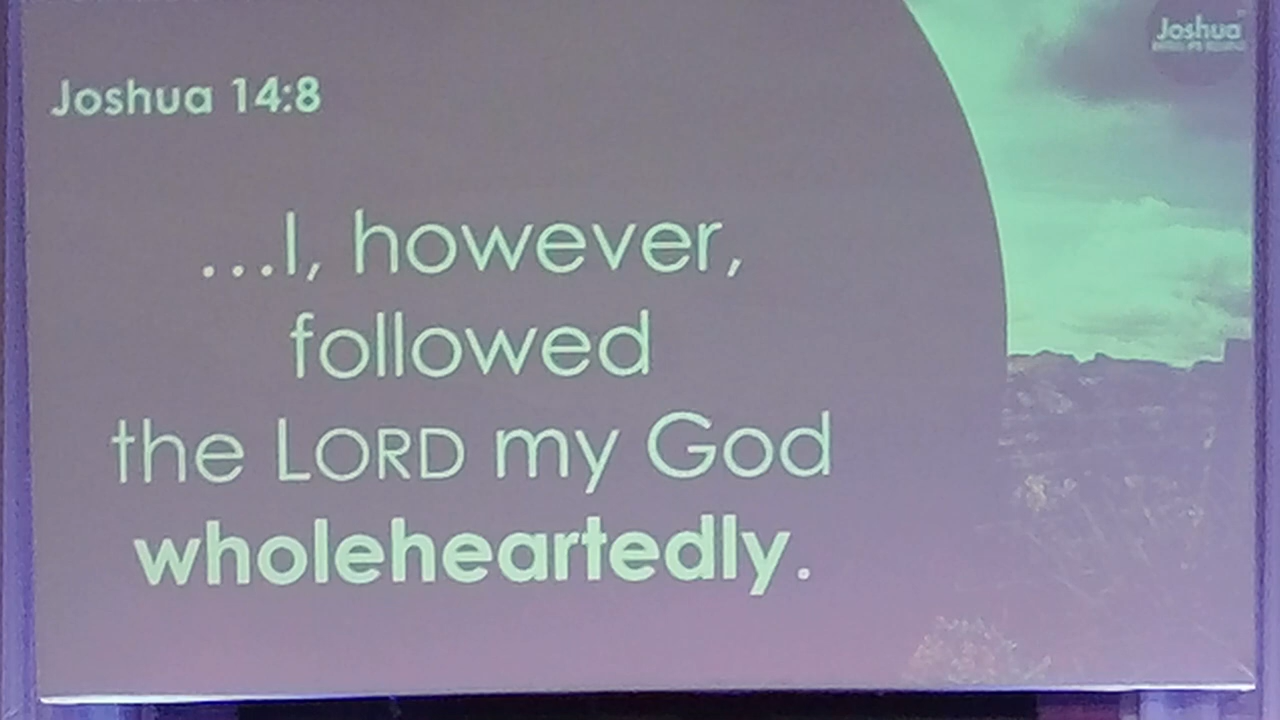 Joshua
Joshua 14:8
...I, however,
followed
the LORD my God
wholeheartedly.